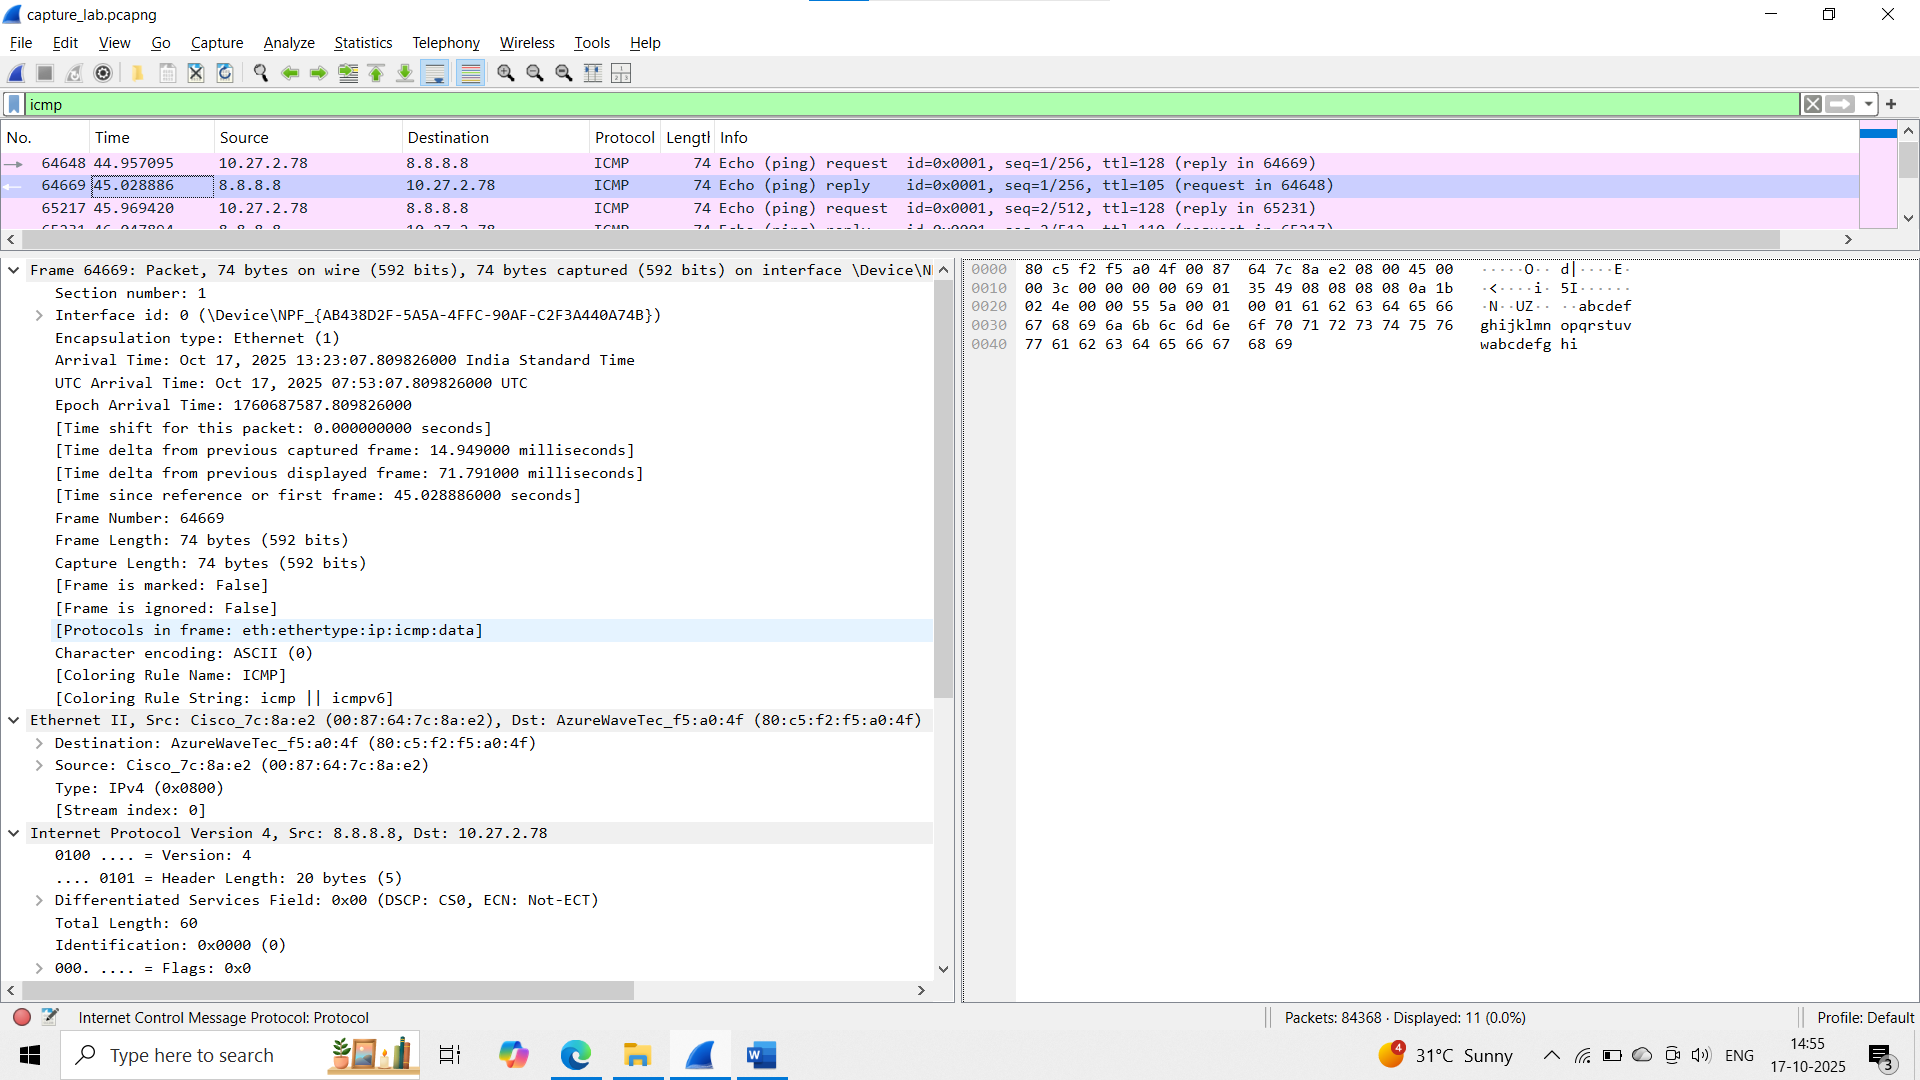 capture_lab.pcapng
File Edit View Go Capture Analyze Statistics Telephony Wireless Tools Help
icmp
No. Time Source Destination Protocol Length Info
64648 44.957095 10.27.2.78 8.8.8.8 ICMP 74 Echo (ping) request id=0x0001, seq=1/256, ttl=128 (reply in 64669)
64669 45.028886 8.8.8.8 10.27.2.78 ICMP 74 Echo (ping) reply id=0x0001, seq=1/256, ttl=105 (request in 64648)
65217 45.969420 10.27.2.78 8.8.8.8 ICMP 74 Echo (ping) request id=0x0001, seq=2/512, ttl=128 (reply in 65231)
Frame 64669: Packet, 74 bytes on wire (592 bits), 74 bytes captured (592 bits) on interface \Device\N
Section number: 1
Interface id: 0 (\Device\NPF_{AB438D2F-5A5A-4FFC-90AF-C2F3A440A74B})
Encapsulation type: Ethernet (1)
Arrival Time: Oct 17, 2025 13:23:07.809826000 India Standard Time
UTC Arrival Time: Oct 17, 2025 07:53:07.809826000 UTC
Epoch Arrival Time: 1760687587.809826000
[Time shift for this packet: 0.000000000 seconds]
[Time delta from previous captured frame: 14.949000 milliseconds]
[Time delta from previous displayed frame: 71.791000 milliseconds]
[Time since reference or first frame: 45.028886000 seconds]
Frame Number: 64669
Frame Length: 74 bytes (592 bits)
Capture Length: 74 bytes (592 bits)
[Frame is marked: False]
[Frame is ignored: False]
[Protocols in frame: eth:ethertype:ip:icmp:data]
Character encoding: ASCII (0)
[Coloring Rule Name: ICMP]
[Coloring Rule String: icmp || icmpv6]
Ethernet II, Src: Cisco_7c:8a:e2 (00:87:64:7c:8a:e2), Dst: AzureWaveTec_f5:a0:4f (80:c5:f2:f5:a0:4f)
Destination: AzureWaveTec_f5:a0:4f (80:c5:f2:f5:a0:4f)
Source: Cisco_7c:8a:e2 (00:87:64:7c:8a:e2)
Type: IPv4 (0x0800)
[Stream index: 0]
Internet Protocol Version 4, Src: 8.8.8.8, Dst: 10.27.2.78
0100 .... = Version: 4
.... 0101 = Header Length: 20 bytes (5)
Differentiated Services Field: 0x00 (DSCP: CS0, ECN: Not-ECT)
Total Length: 60
Identification: 0x0000 (0)
000. .... = Flags: 0x0
0000 80 c5 f2 f5 a0 4f 00 87 64 7c 8a e2 08 00 45 00 ·····O·· d|····E·
0010 00 3c 00 00 00 00 69 01 35 49 08 08 08 08 0a 1b ·<····i· 5I······
0020 02 4e 00 00 55 5a 00 01 00 01 61 62 63 64 65 66 ·N··UZ·· ··abcdef
0030 67 68 69 6a 6b 6c 6d 6e 6f 70 71 72 73 74 75 76 ghijklmn opqrstuv
0040 77 61 62 63 64 65 66 67 68 69 wabcdefg hi
Internet Control Message Protocol: Protocol
Packets: 84368 · Displayed: 11 (0.0%)
Profile: Default
Type here to search
4
31°C Sunny
ENG
14:55
17-10-2025
3